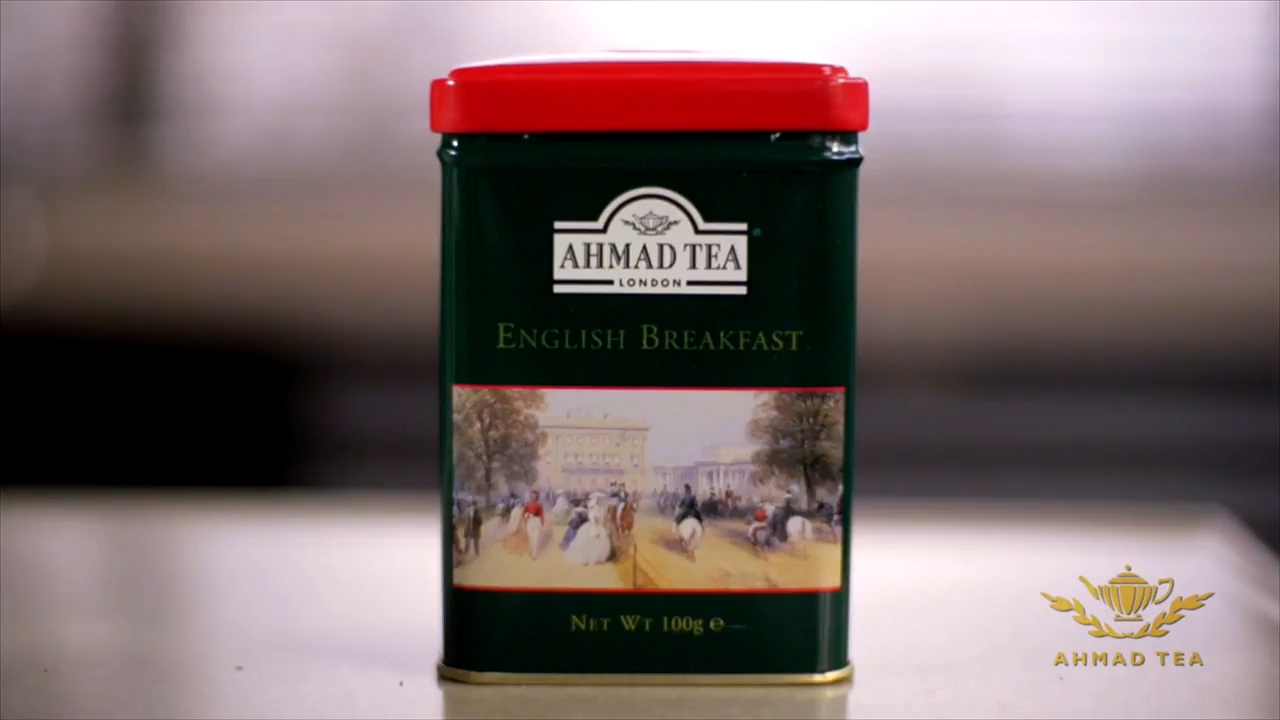 AHMAD TEA
LONDON
ENGLISH BREAKFAST
NET WT 100g ℮
AHMAD TEA